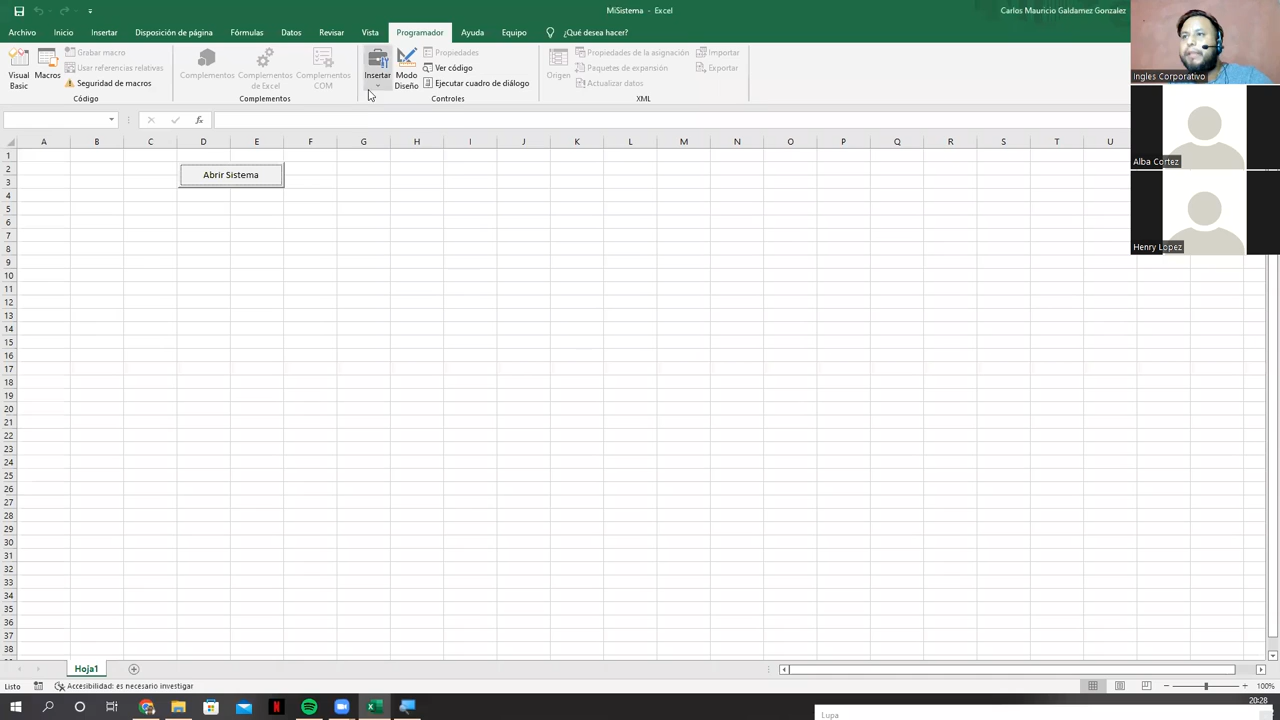 MiSistema - Excel
Carlos Mauricio Galdamez Gonzalez
Archivo Inicio Insertar Disposición de página Fórmulas Datos Revisar Vista Programador Ayuda Equipo ¿Qué desea hacer?
Visual Basic
Macros
Grabar macro
Usar referencias relativas
Seguridad de macros
Código
Complementos
Complementos de Excel
Complementos COM
Complementos
Insertar
Modo Diseño
Propiedades
Ver código
Ejecutar cuadro de diálogo
Controles
Origen
Propiedades de la asignación
Paquetes de expansión
Actualizar datos
Importar
Exportar
XML
fx
A B C D E F G H I J K L M N O P Q R S T U
1
2
3
4
5
6
7
8
9
10
11
12
13
14
15
16
17
18
19
20
21
22
23
24
25
26
27
28
29
30
31
32
33
34
35
36
37
38
Abrir Sistema
Ingles Corporativo
Alba Cortez
Henry Lopez
Hoja1
Listo
Accesibilidad: es necesario investigar
100%
20:28
Lupa